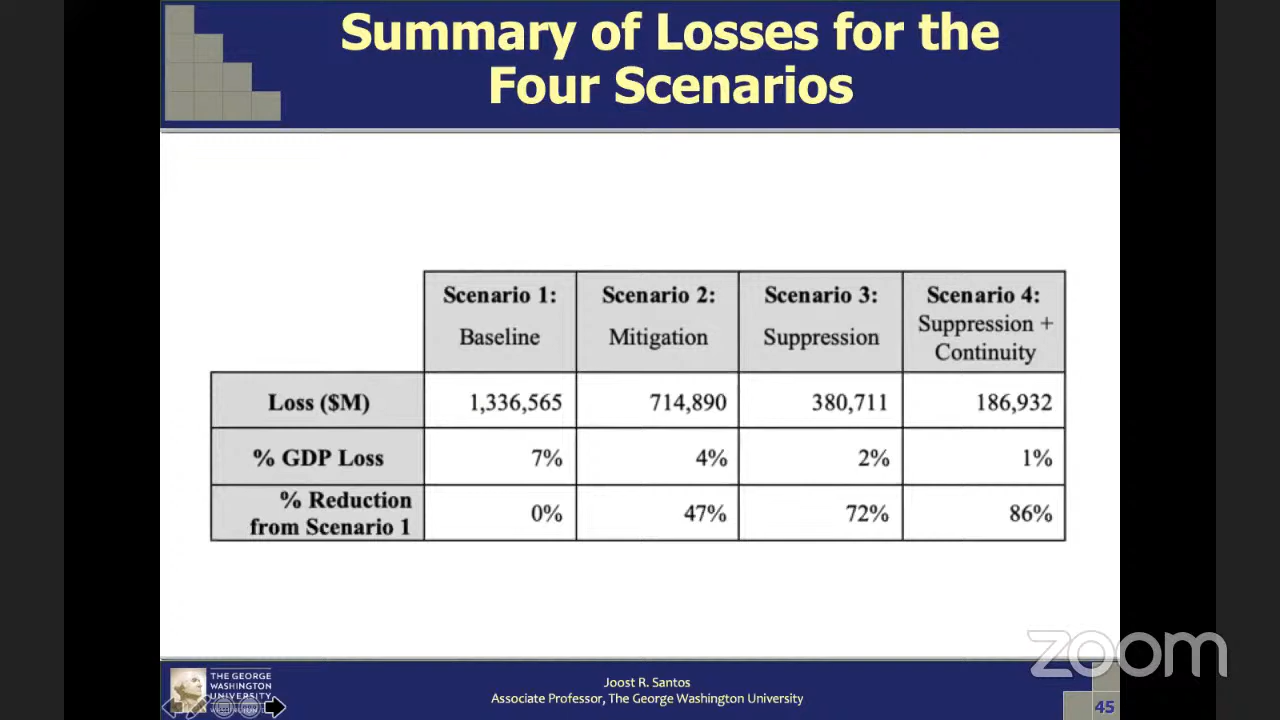 Summary of Losses for the
Four Scenarios
Scenario 1: Scenario 2: Scenario 3: Scenario 4:
Baseline Mitigation Suppression Suppression +
Continuity
Loss ($M) 1,336,565 714,890 380,711 186,932
% GDP Loss 7% 4% 2% 1%
% Reduction
from Scenario 1 0% 47% 72% 86%
zoom
THE GEORGE
WASHINGTON
UNIVERSITY
Joost R. Santos
Associate Professor, The George Washington University
45